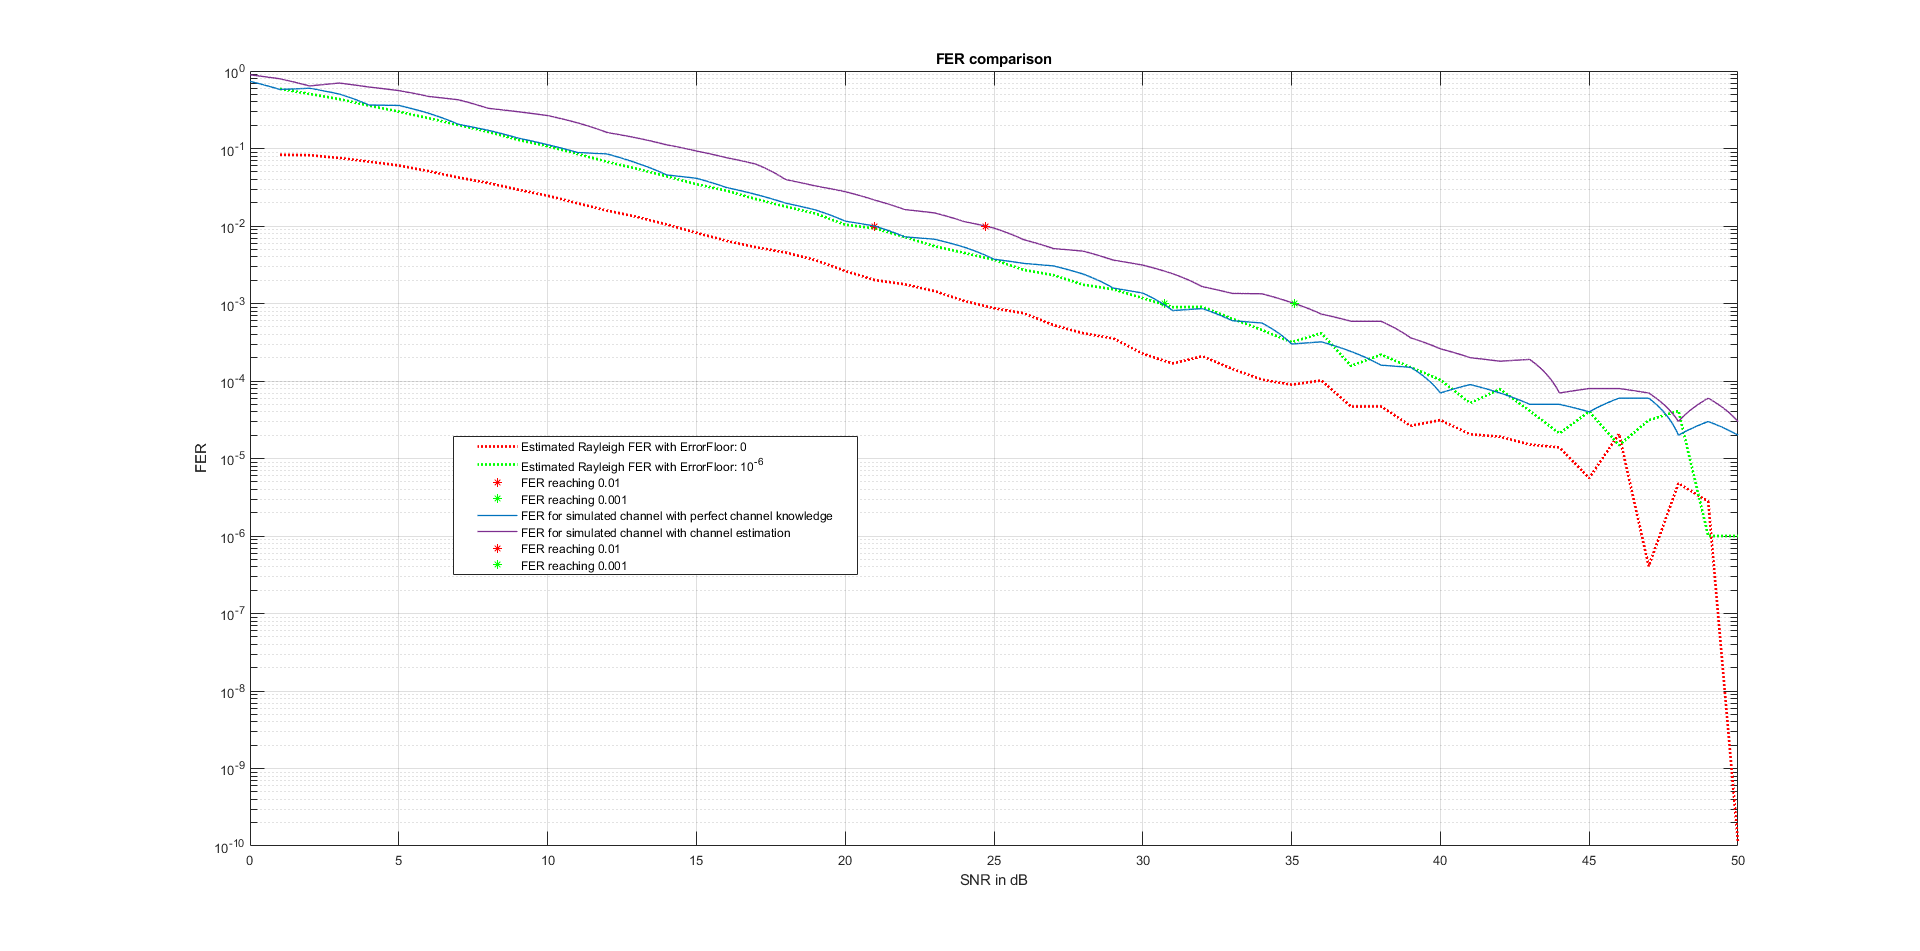 FER comparison
10^0
10^-1
10^-2
10^-3
10^-4
10^-5
10^-6
10^-7
10^-8
10^-9
10^-10
FER
Estimated Rayleigh FER with ErrorFloor: 0
Estimated Rayleigh FER with ErrorFloor: 10^-6
FER reaching 0.01
FER reaching 0.001
FER for simulated channel with perfect channel knowledge
FER for simulated channel with channel estimation
FER reaching 0.01
FER reaching 0.001
0 5 10 15 20 25 30 35 40 45 50
SNR in dB